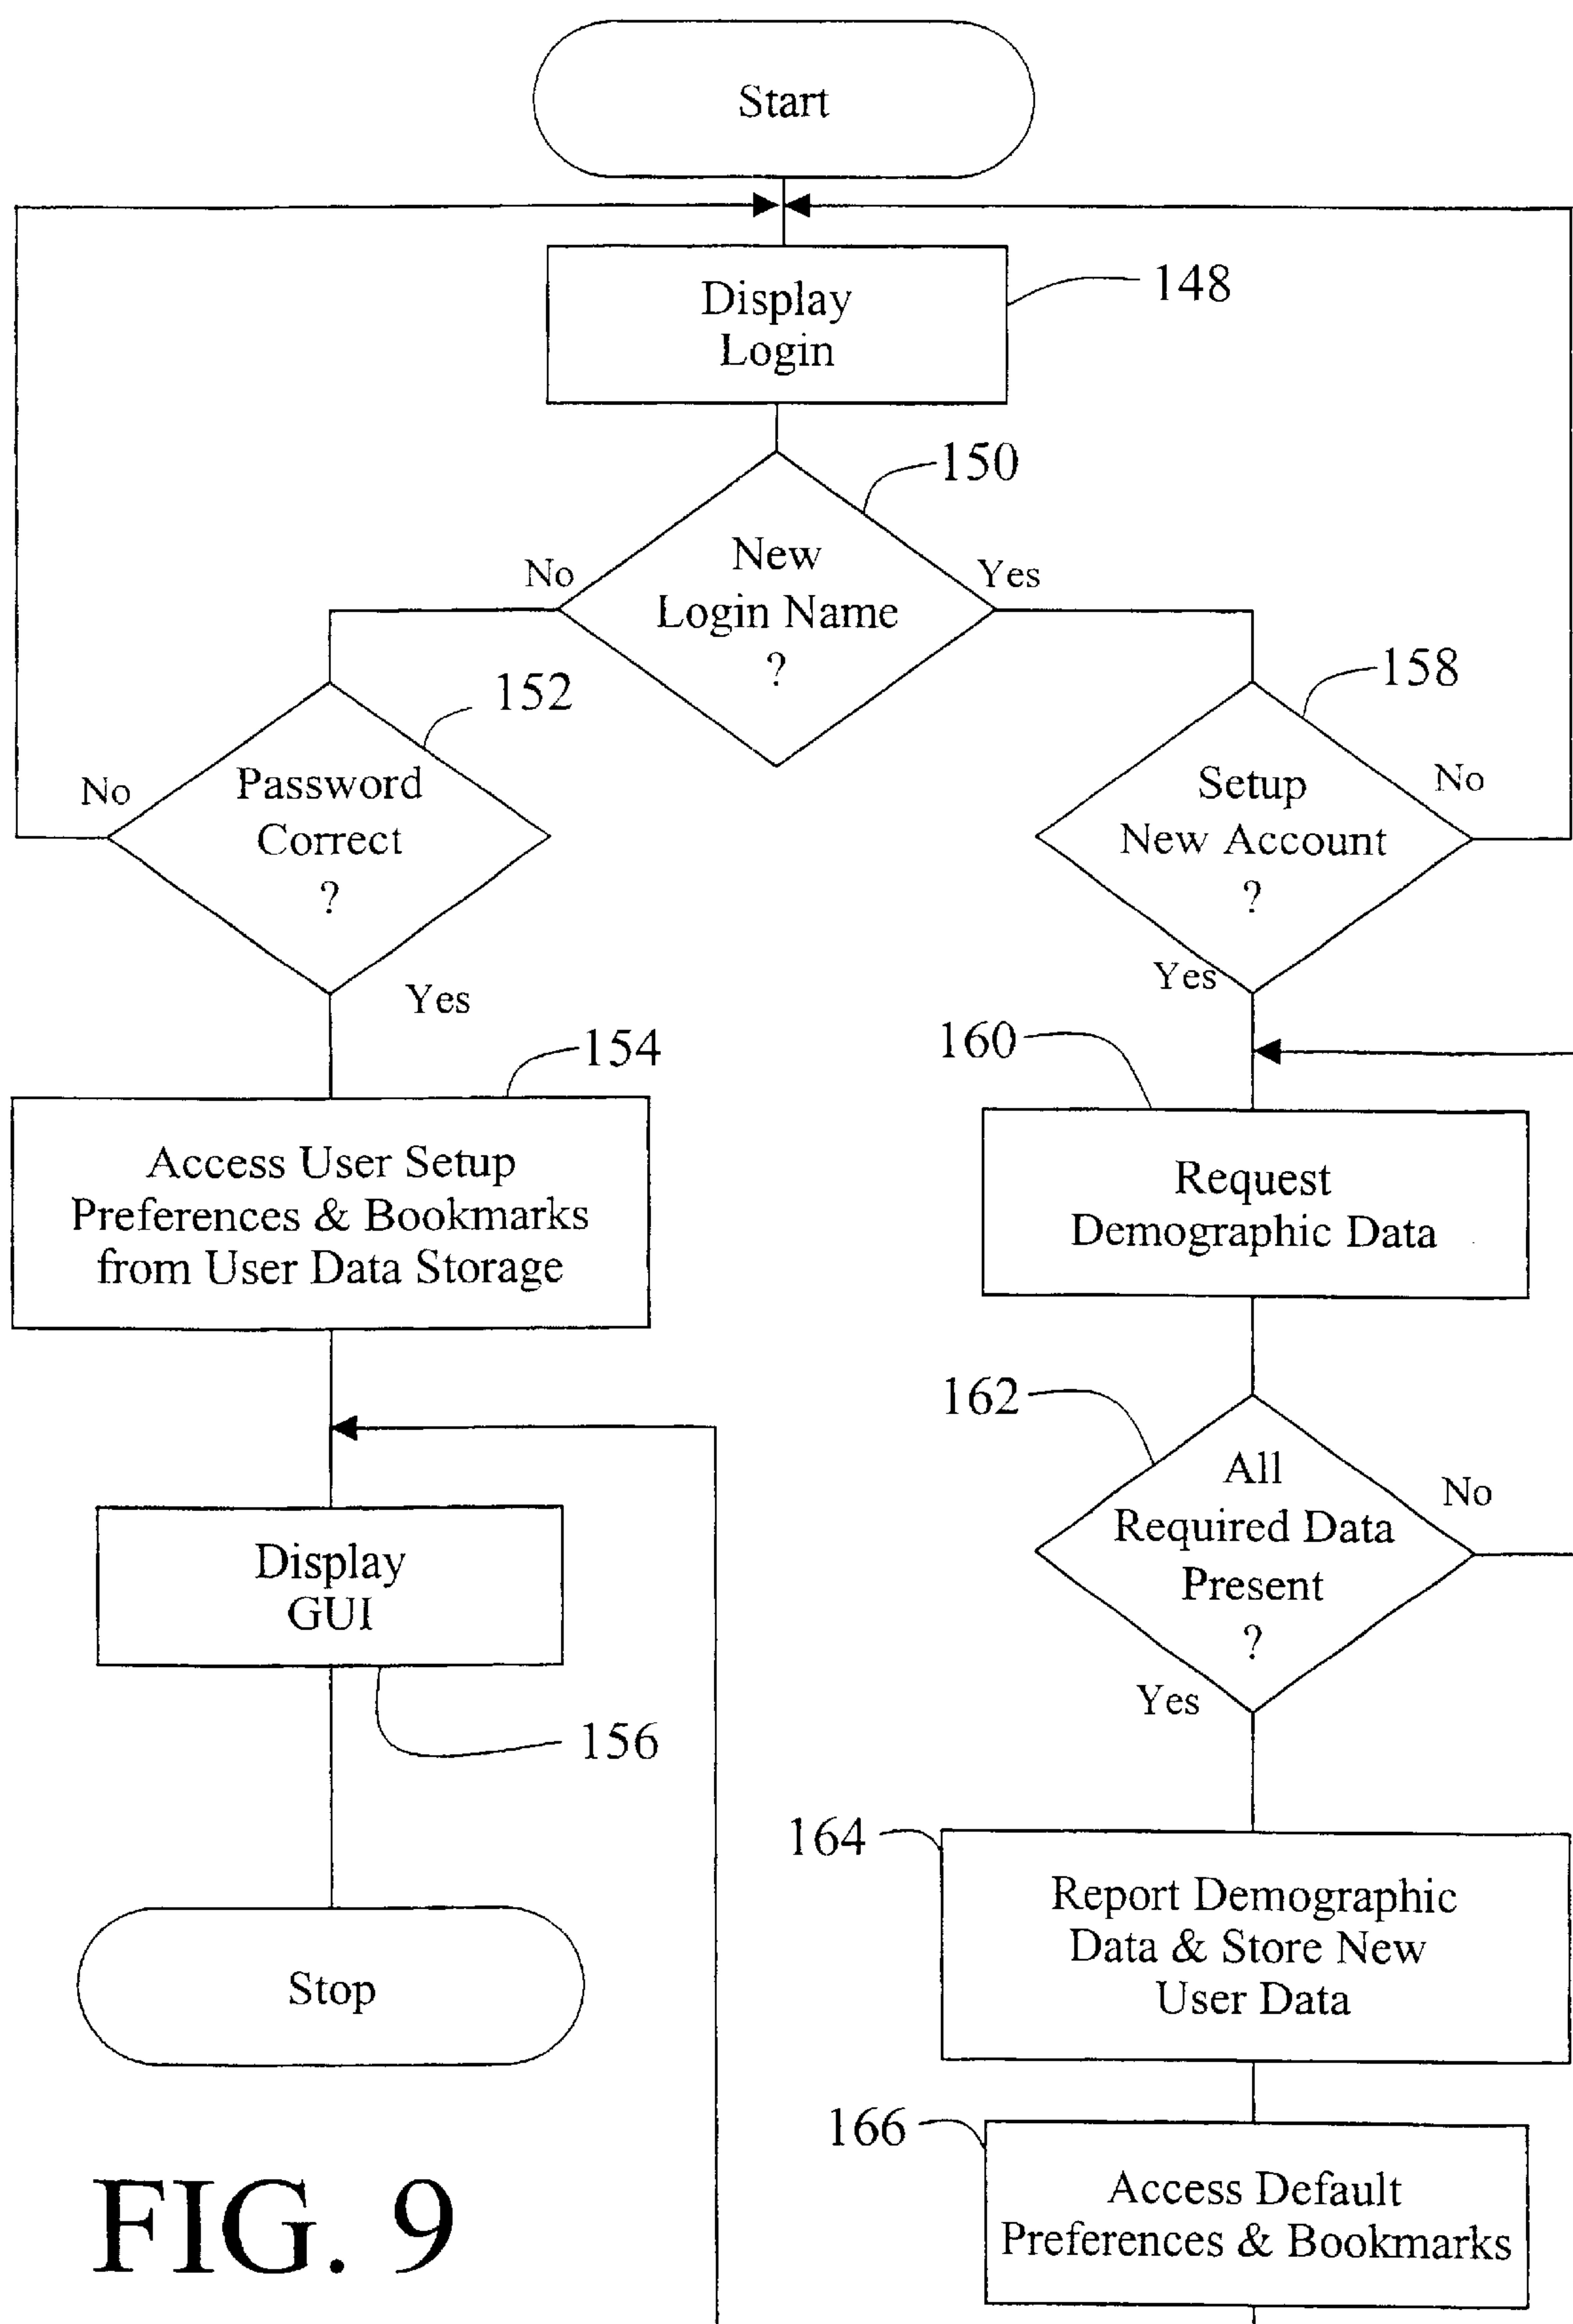 Start
Display
Login
148
150
New
Login Name
?
No
Yes
152
Password
Correct
?
No
Yes
158
Setup
New Account
?
No
Yes
154
Access User Setup
Preferences & Bookmarks
from User Data Storage
160
Request
Demographic Data
162
All
Required Data
Present
?
No
Yes
Display
GUI
156
164
Report Demographic
Data & Store New
User Data
Stop
166
Access Default
Preferences & Bookmarks
FIG. 9